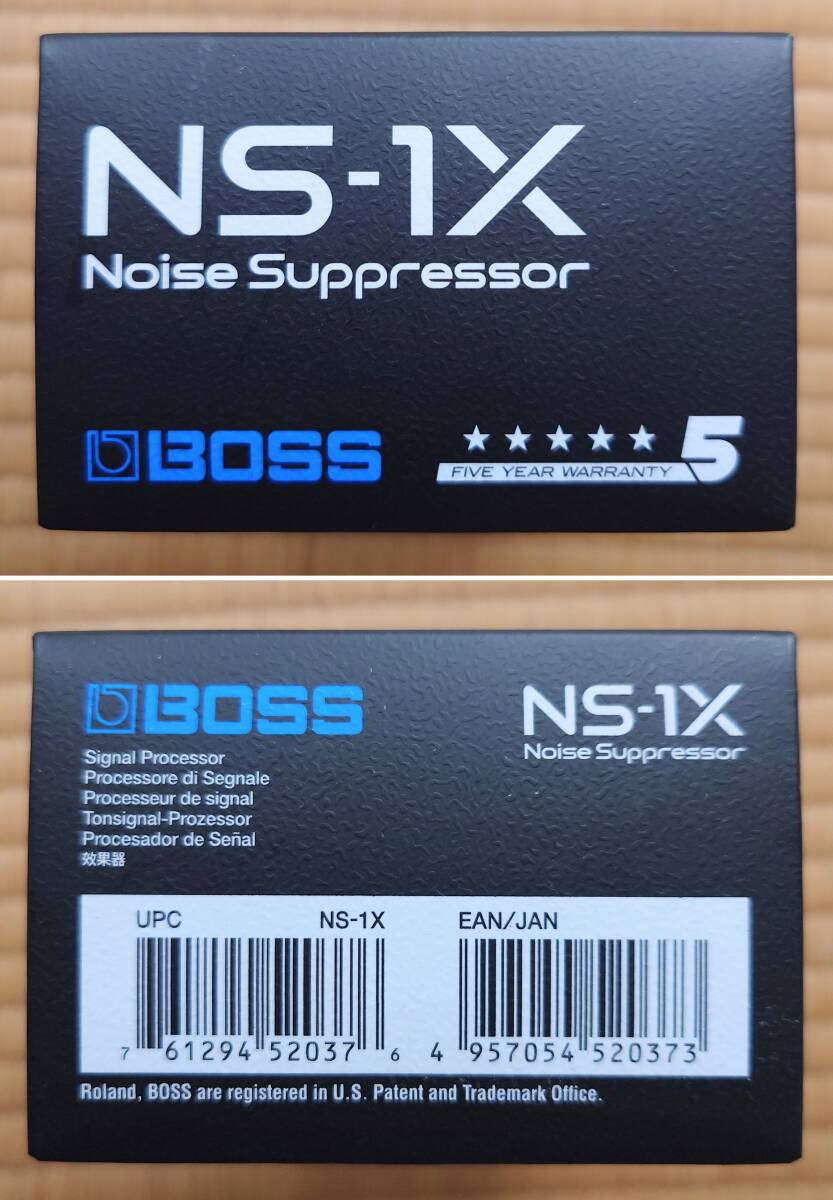 NS-1X
Noise Suppressor
BOSS
★★★★★ 5
FIVE YEAR WARRANTY
BOSS
NS-1X
Noise Suppressor
Signal Processor
Processore di Segnale
Processeur de signal
Tonsignal-Prozessor
Procesador de Señal
效果器
UPC NS-1X
7 61294 52037 6
EAN/JAN
4 957054 520373
Roland, BOSS are registered in U.S. Patent and Trademark Office.